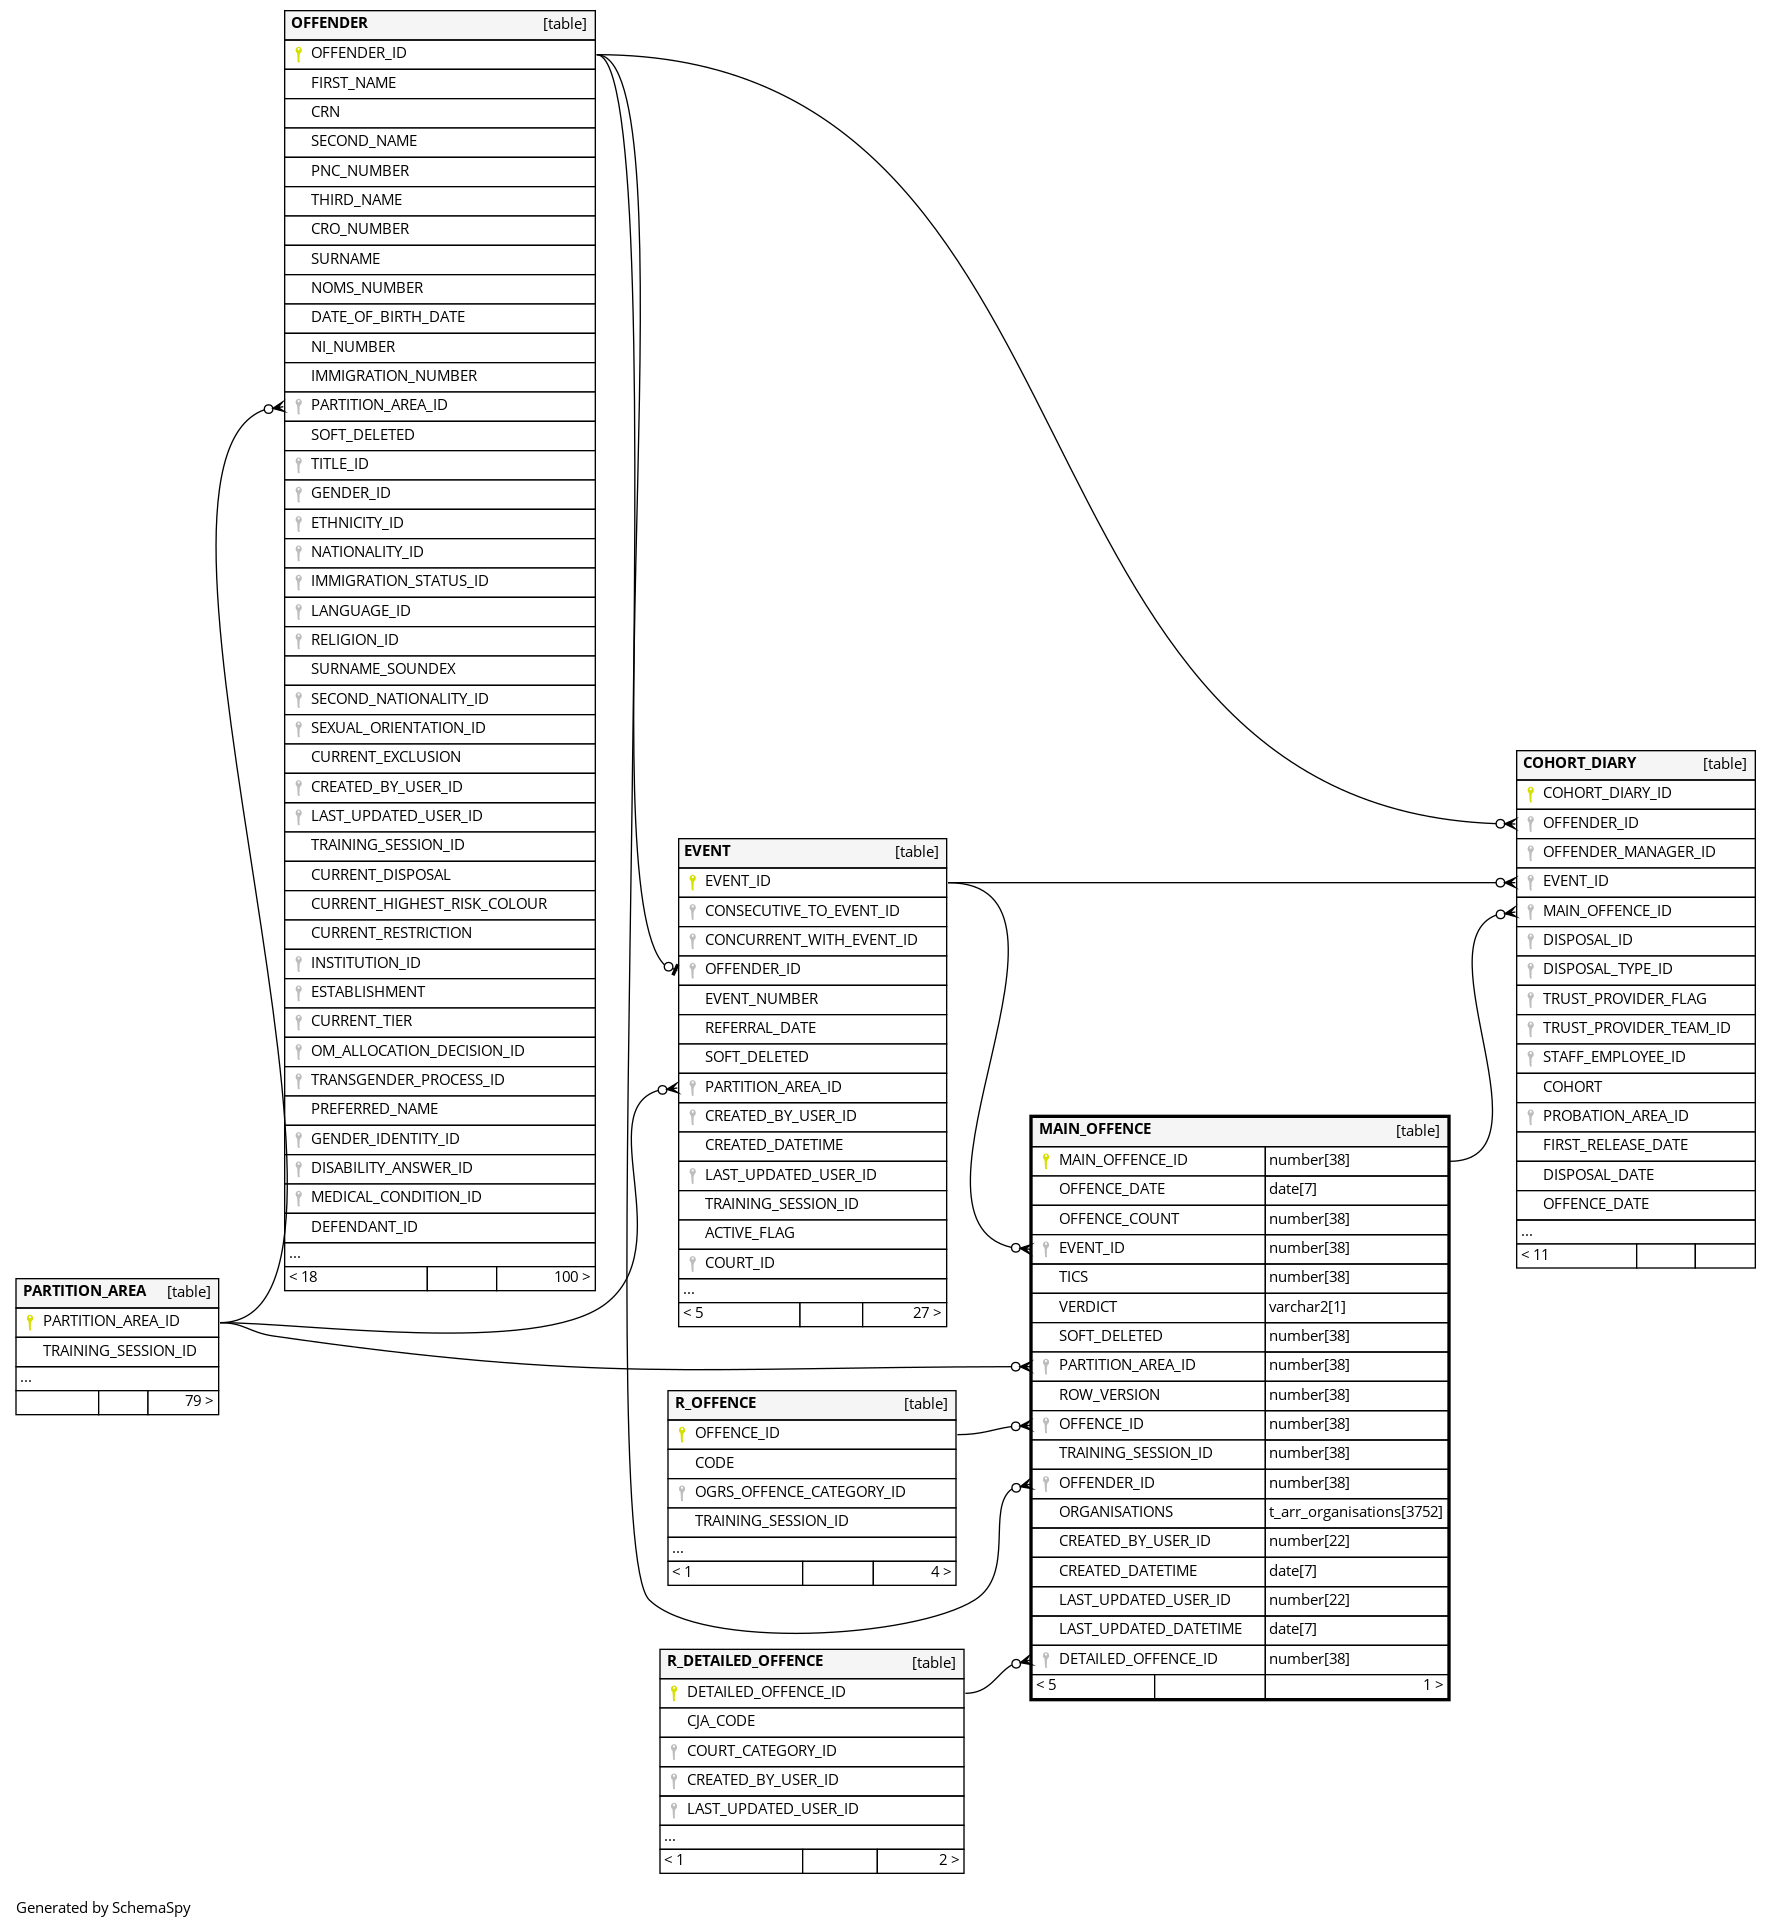 OFFENDER [table]
OFFENDER_ID
FIRST_NAME
CRN
SECOND_NAME
PNC_NUMBER
THIRD_NAME
CRO_NUMBER
SURNAME
NOMS_NUMBER
DATE_OF_BIRTH_DATE
NI_NUMBER
IMMIGRATION_NUMBER
PARTITION_AREA_ID
SOFT_DELETED
TITLE_ID
GENDER_ID
ETHNICITY_ID
NATIONALITY_ID
IMMIGRATION_STATUS_ID
LANGUAGE_ID
RELIGION_ID
SURNAME_SOUNDEX
SECOND_NATIONALITY_ID
SEXUAL_ORIENTATION_ID
CURRENT_EXCLUSION
CREATED_BY_USER_ID
LAST_UPDATED_USER_ID
TRAINING_SESSION_ID
CURRENT_DISPOSAL
CURRENT_HIGHEST_RISK_COLOUR
CURRENT_RESTRICTION
INSTITUTION_ID
ESTABLISHMENT
CURRENT_TIER
OM_ALLOCATION_DECISION_ID
TRANSGENDER_PROCESS_ID
PREFERRED_NAME
GENDER_IDENTITY_ID
DISABILITY_ANSWER_ID
MEDICAL_CONDITION_ID
DEFENDANT_ID
...
< 18 100 >
PARTITION_AREA [table]
PARTITION_AREA_ID
TRAINING_SESSION_ID
...
79 >
EVENT [table]
EVENT_ID
CONSECUTIVE_TO_EVENT_ID
CONCURRENT_WITH_EVENT_ID
OFFENDER_ID
EVENT_NUMBER
REFERRAL_DATE
SOFT_DELETED
PARTITION_AREA_ID
CREATED_BY_USER_ID
CREATED_DATETIME
LAST_UPDATED_USER_ID
TRAINING_SESSION_ID
ACTIVE_FLAG
COURT_ID
...
< 5 27 >
R_OFFENCE [table]
OFFENCE_ID
CODE
OGRS_OFFENCE_CATEGORY_ID
TRAINING_SESSION_ID
...
< 1 4 >
R_DETAILED_OFFENCE [table]
DETAILED_OFFENCE_ID
CJA_CODE
COURT_CATEGORY_ID
CREATED_BY_USER_ID
LAST_UPDATED_USER_ID
...
< 1 2 >
MAIN_OFFENCE [table]
MAIN_OFFENCE_ID number[38]
OFFENCE_DATE date[7]
OFFENCE_COUNT number[38]
EVENT_ID number[38]
TICS number[38]
VERDICT varchar2[1]
SOFT_DELETED number[38]
PARTITION_AREA_ID number[38]
ROW_VERSION number[38]
OFFENCE_ID number[38]
TRAINING_SESSION_ID number[38]
OFFENDER_ID number[38]
ORGANISATIONS t_arr_organisations[3752]
CREATED_BY_USER_ID number[22]
CREATED_DATETIME date[7]
LAST_UPDATED_USER_ID number[22]
LAST_UPDATED_DATETIME date[7]
DETAILED_OFFENCE_ID number[38]
< 5 1 >
COHORT_DIARY [table]
COHORT_DIARY_ID
OFFENDER_ID
OFFENDER_MANAGER_ID
EVENT_ID
MAIN_OFFENCE_ID
DISPOSAL_ID
DISPOSAL_TYPE_ID
TRUST_PROVIDER_FLAG
TRUST_PROVIDER_TEAM_ID
STAFF_EMPLOYEE_ID
COHORT
PROBATION_AREA_ID
FIRST_RELEASE_DATE
DISPOSAL_DATE
OFFENCE_DATE
...
< 11
Generated by SchemaSpy